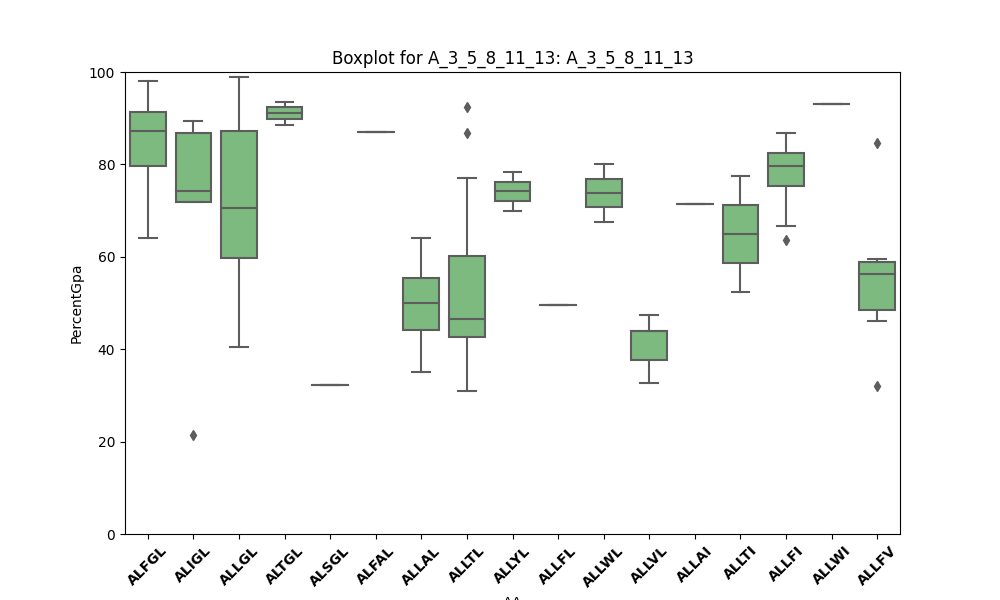 Boxplot for A_3_5_8_11_13: A_3_5_8_11_13
PercentGpa
100
80
60
40
20
0
ALFGL ALIGL ALLGL ALTGL ALSGL ALFAL ALLAL ALLTL ALLYL ALLFL ALLWL ALLVL ALLAI ALLTI ALLFI ALLWI ALLFV
AA